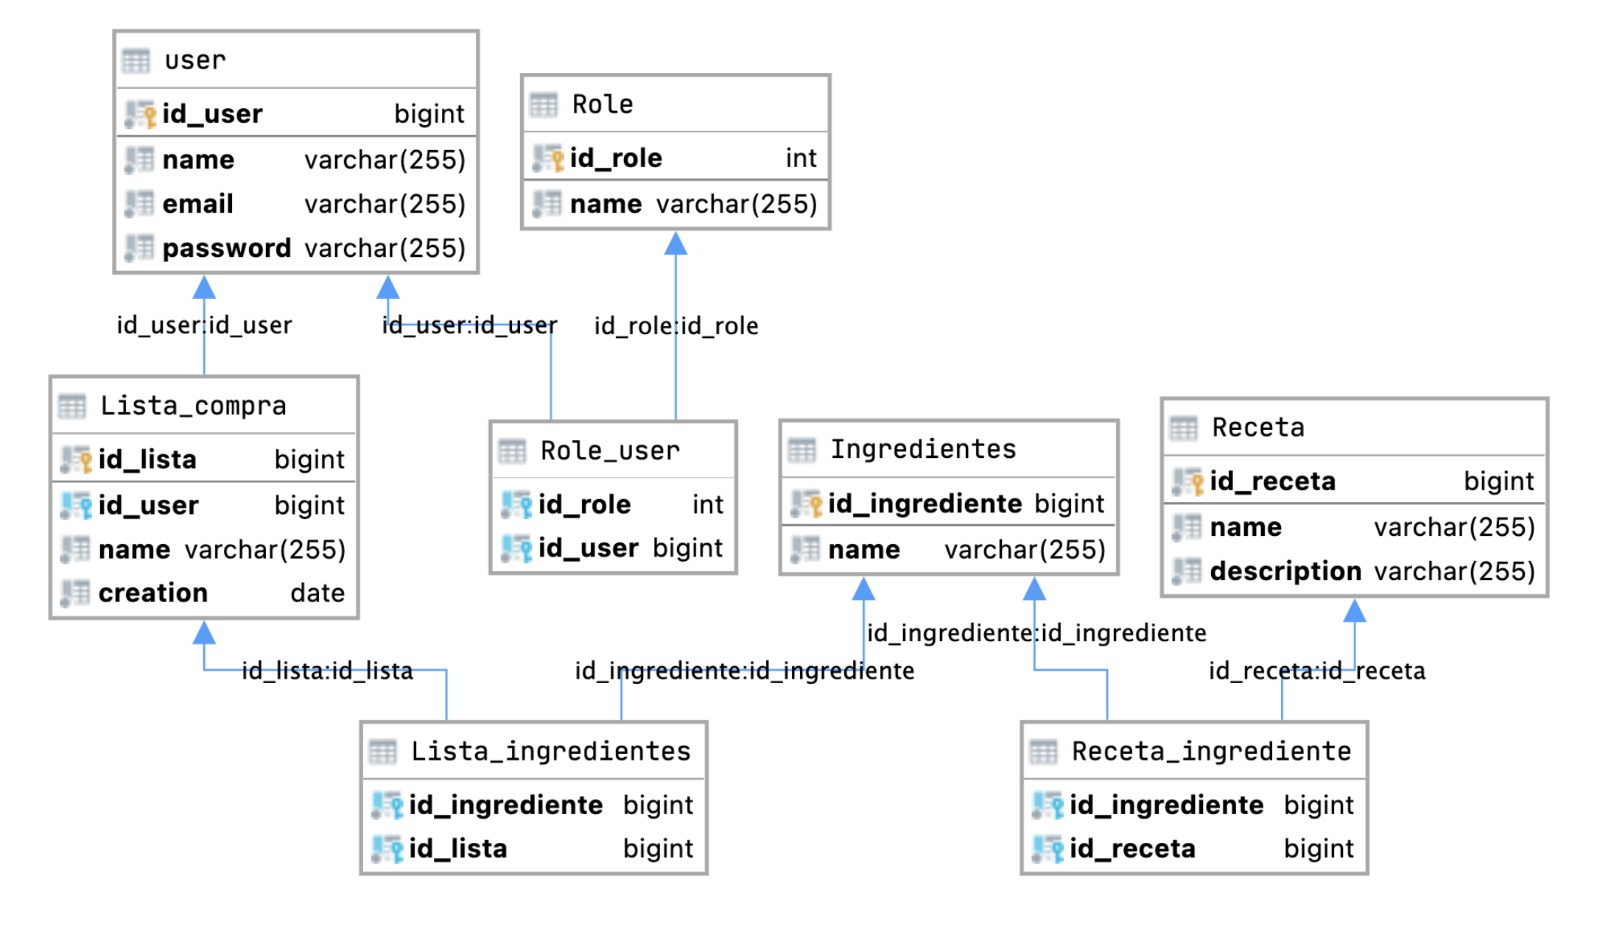 user
id_user bigint
name varchar(255)
email varchar(255)
password varchar(255)
Role
id_role int
name varchar(255)
id_user:id_user
id_user:id_user
id_role:id_role
Lista_compra
id_lista bigint
id_user bigint
name varchar(255)
creation date
Role_user
id_role int
id_user bigint
Ingredientes
id_ingrediente bigint
name varchar(255)
Receta
id_receta bigint
name varchar(255)
description varchar(255)
id_ingrediente:id_ingrediente
id_lista:id_lista
id_ingrediente:id_ingrediente
id_receta:id_receta
Lista_ingredientes
id_ingrediente bigint
id_lista bigint
Receta_ingrediente
id_ingrediente bigint
id_receta bigint